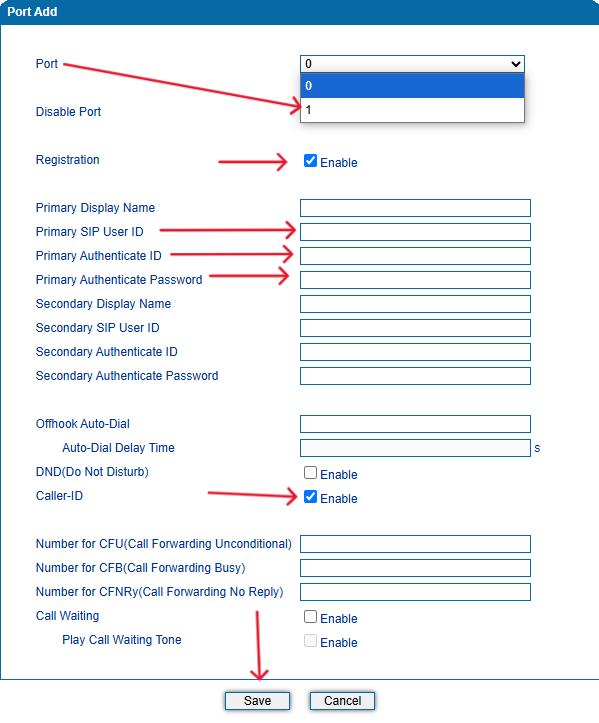 Port Add
Port 0
0
Disable Port 1
Registration Enable
Primary Display Name
Primary SIP User ID
Primary Authenticate ID
Primary Authenticate Password
Secondary Display Name
Secondary SIP User ID
Secondary Authenticate ID
Secondary Authenticate Password
Offhook Auto-Dial
Auto-Dial Delay Time s
DND(Do Not Disturb) Enable
Caller-ID Enable
Number for CFU(Call Forwarding Unconditional)
Number for CFB(Call Forwarding Busy)
Number for CFNRy(Call Forwarding No Reply)
Call Waiting Enable
Play Call Waiting Tone Enable
Save Cancel